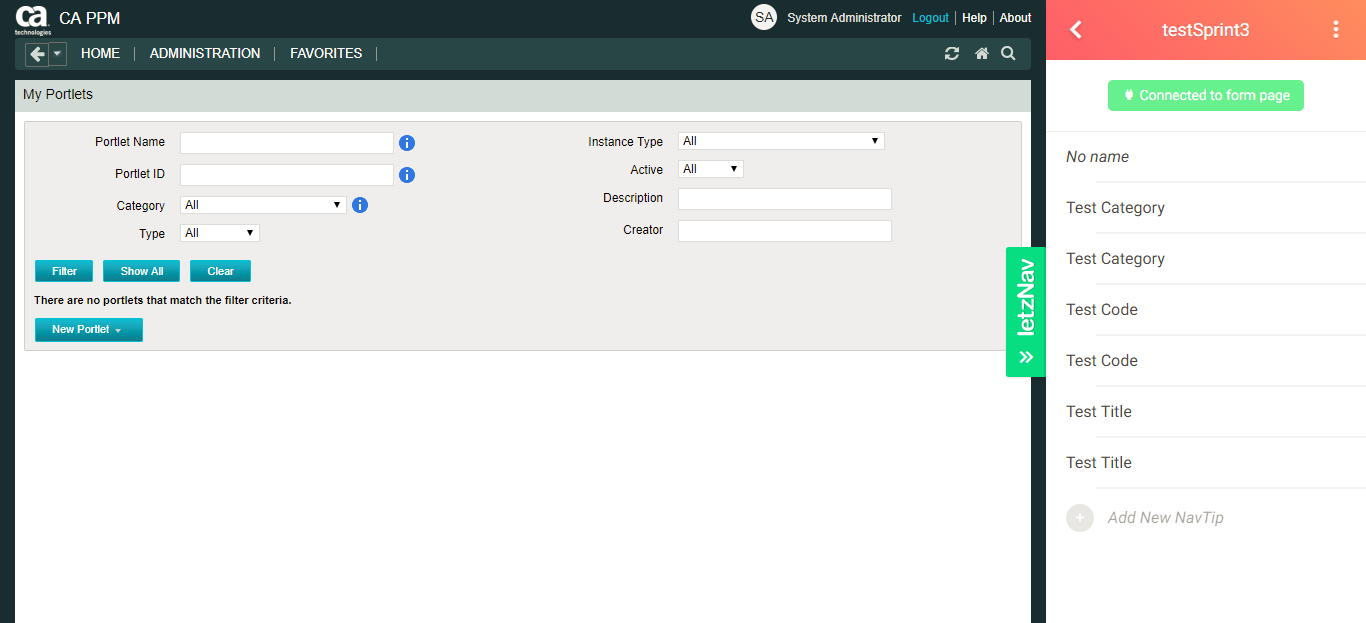 ca
technologies
CA PPM
SA System Administrator Logout Help About
HOME ADMINISTRATION FAVORITES
My Portlets
Portlet Name
Portlet ID
Category All
Type All
Instance Type All
Active All
Description
Creator
Filter Show All Clear
There are no portlets that match the filter criteria.
New Portlet
letzNav
testSprint3
Connected to form page
No name
Test Category
Test Category
Test Code
Test Code
Test Title
Test Title
Add New NavTip